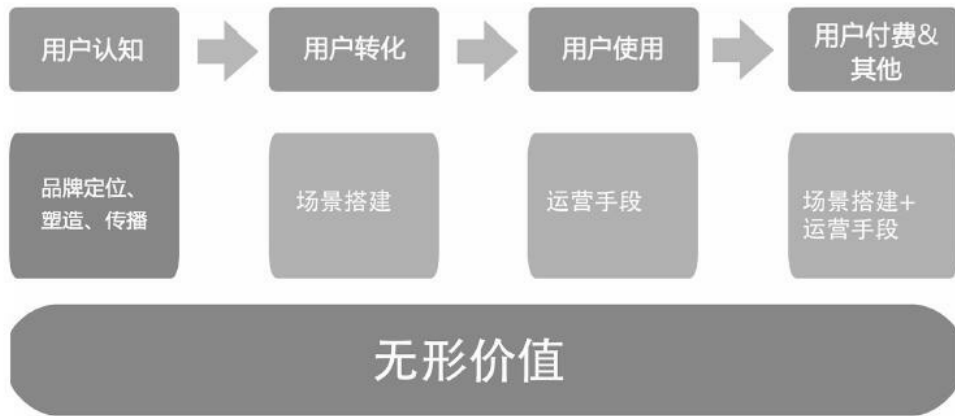 用户认知
用户转化
用户使用
用户付费&
其他
品牌定位、
塑造、传播
场景搭建
运营手段
场景搭建+
运营手段
无形价值